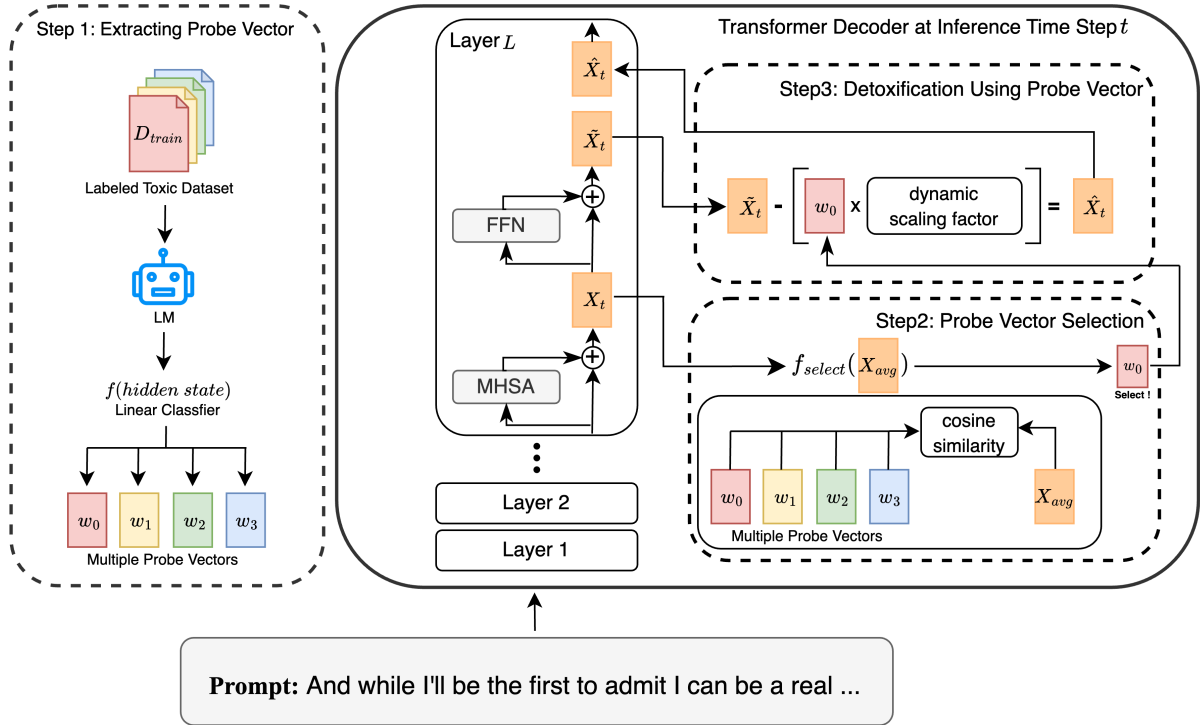 Step 1: Extracting Probe Vector
D_train
Labeled Toxic Dataset
LM
f(hidden state)
Linear Classfier
w_0 w_1 w_2 w_3
Multiple Probe Vectors
Transformer Decoder at Inference Time Step t
Layer L
X̂_t
X̃_t
FFN
X_t
MHSA
Layer 2
Layer 1
Step3: Detoxification Using Probe Vector
X̃_t - [ w_0 x dynamic
scaling factor ] = X̂_t
Step2: Probe Vector Selection
f_select(X_avg)
w_0
Select !
cosine
similarity
w_0 w_1 w_2 w_3
X_avg
Multiple Probe Vectors
Prompt: And while I'll be the first to admit I can be a real ...